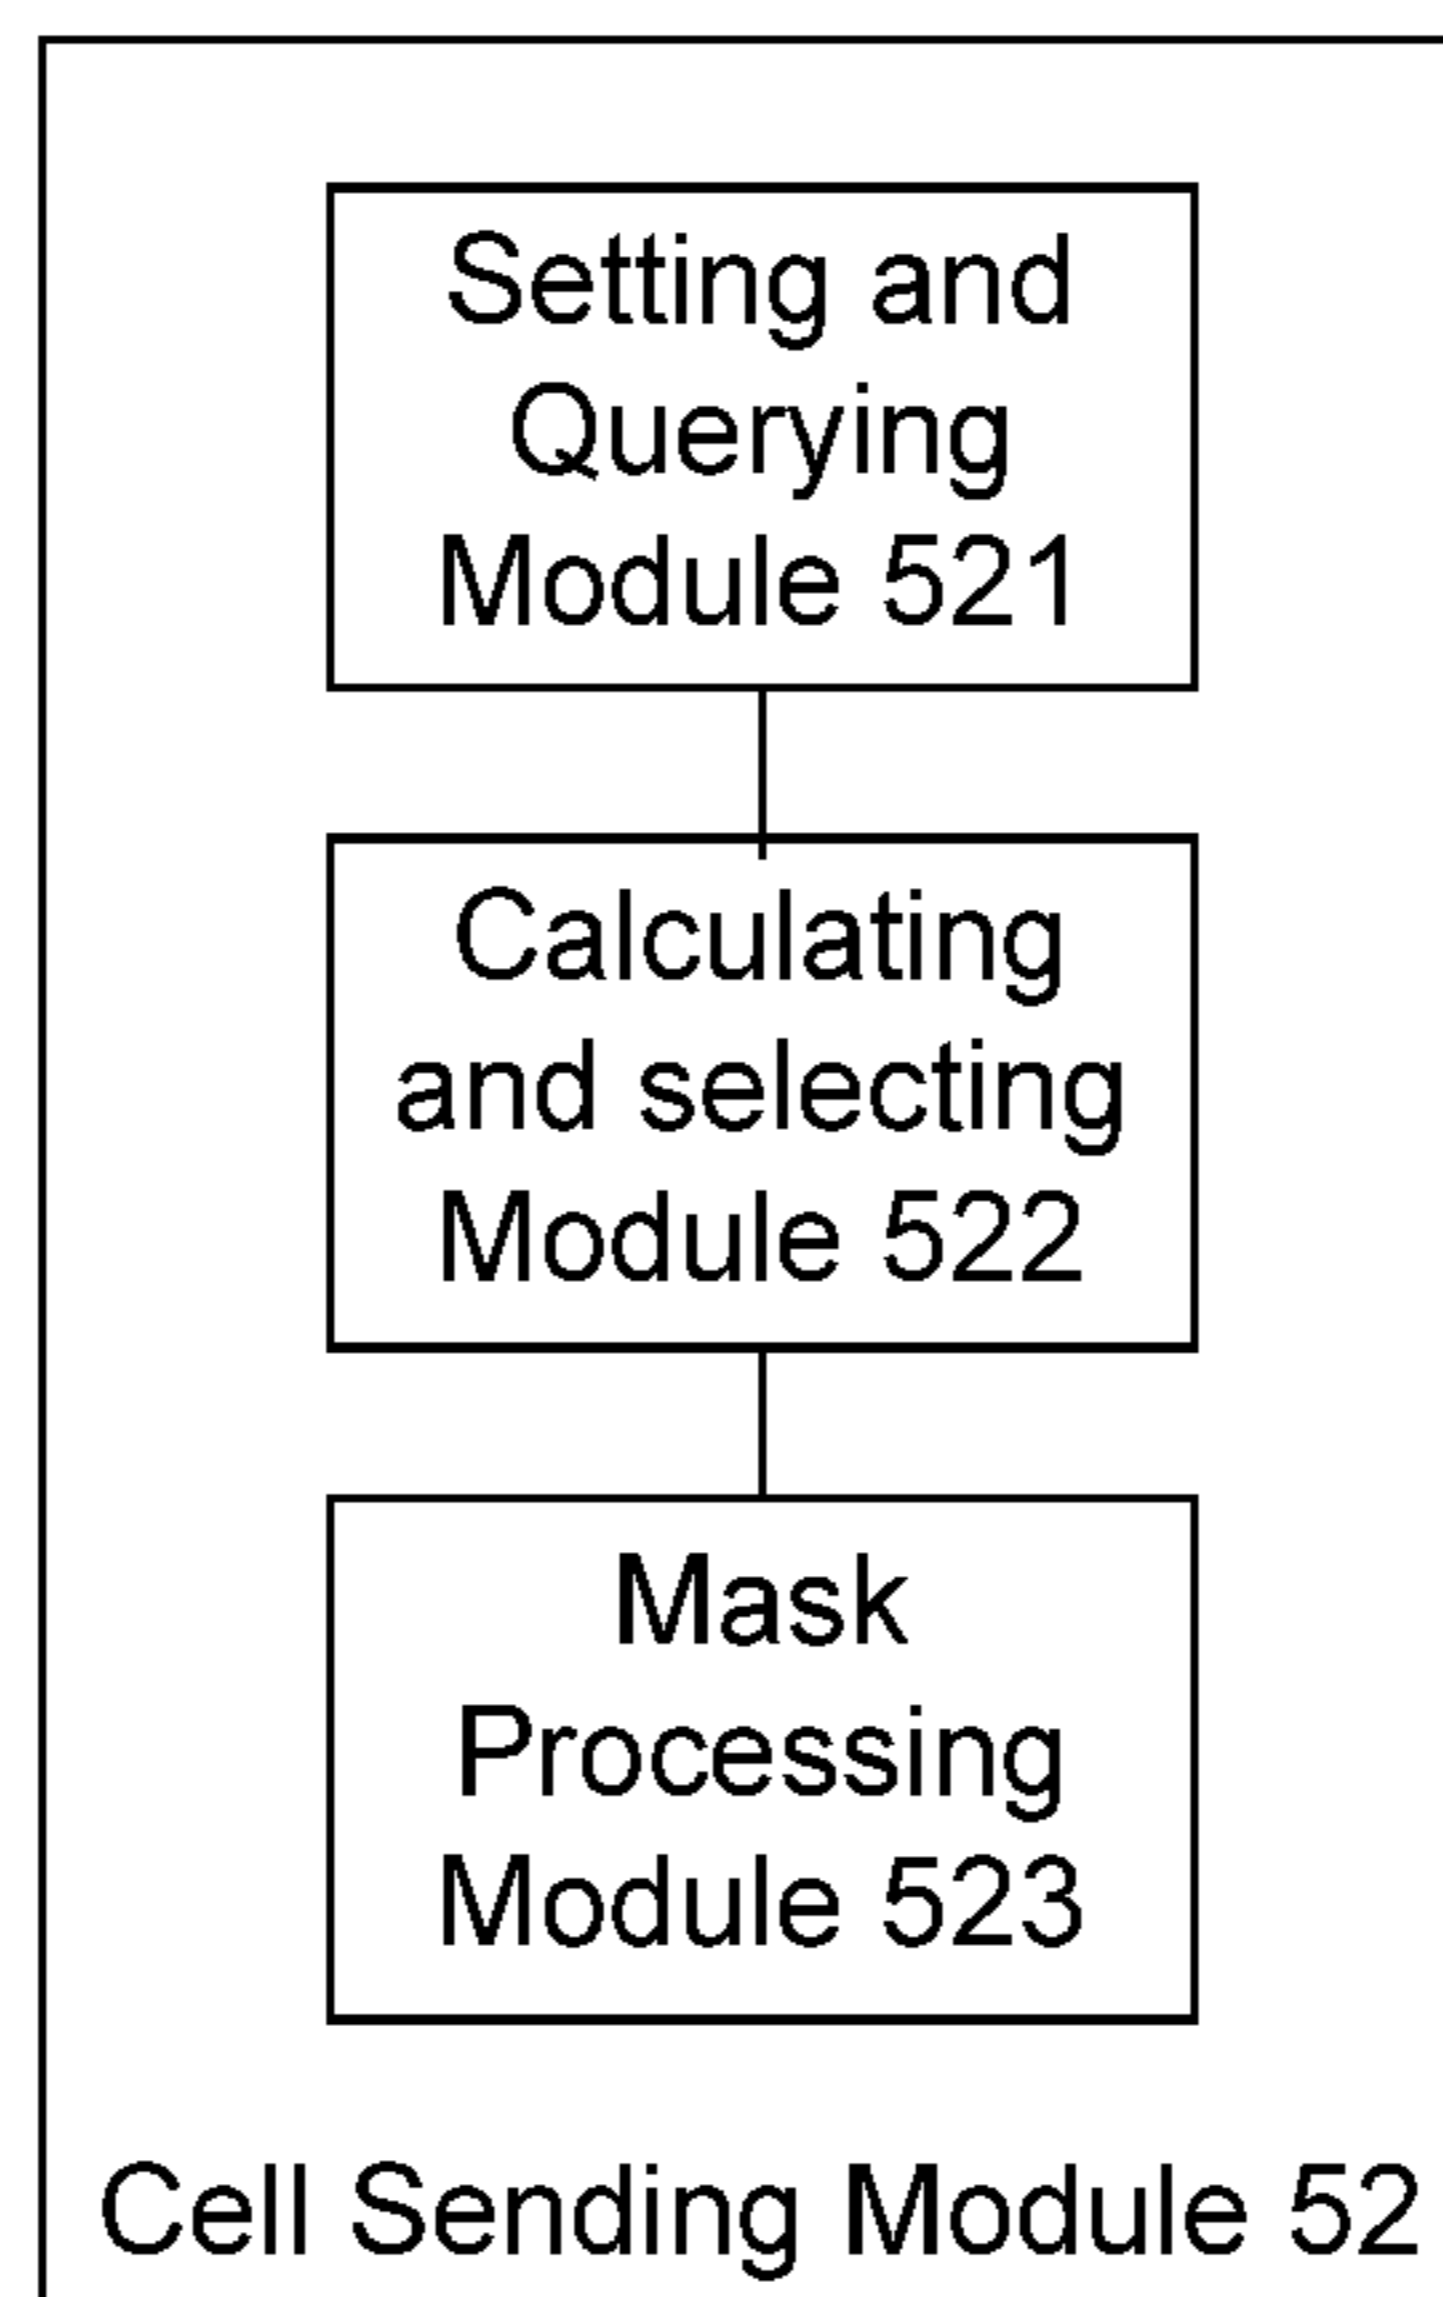 Setting and
Querying
Module 521
Calculating
and selecting
Module 522
Mask
Processing
Module 523
Cell Sending Module 52